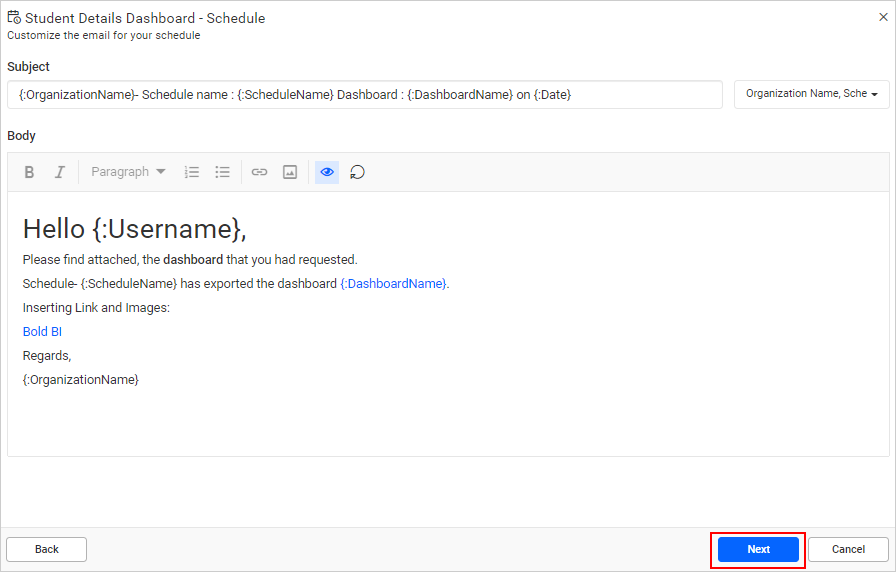 Student Details Dashboard - Schedule
Customize the email for your schedule
Subject
{:OrganizationName}- Schedule name : {:ScheduleName} Dashboard : {:DashboardName} on {:Date}
Organization Name, Sche
Body
B I Paragraph
Hello {:Username},
Please find attached, the dashboard that you had requested.
Schedule- {:ScheduleName} has exported the dashboard {:DashboardName}.
Inserting Link and Images:
Bold BI
Regards,
{:OrganizationName}
Back
Next
Cancel